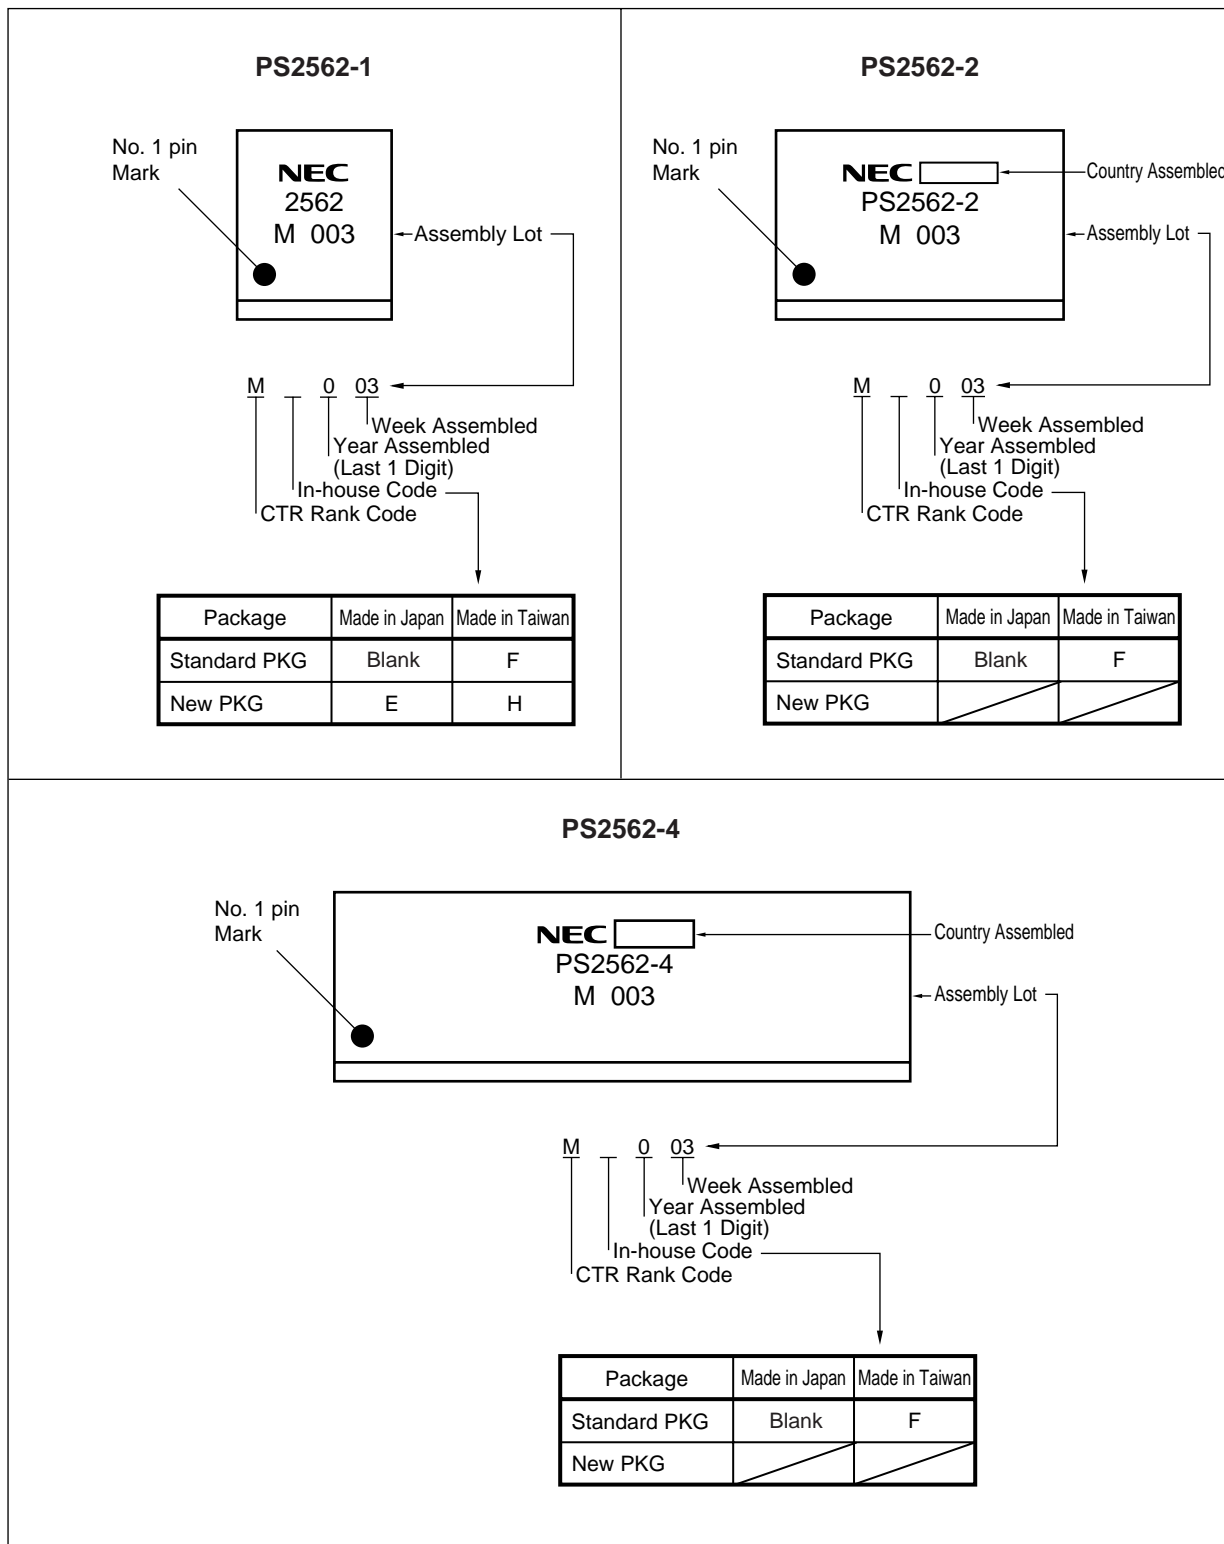 PS2562-1
No. 1 pin
Mark
NEC
2562
M 003
Assembly Lot
M 0 03
Week Assembled
Year Assembled
(Last 1 Digit)
In-house Code
CTR Rank Code
Package Made in Japan Made in Taiwan
Standard PKG Blank F
New PKG E H
PS2562-2
No. 1 pin
Mark
NEC
Country Assembled
PS2562-2
M 003
Assembly Lot
M 0 03
Week Assembled
Year Assembled
(Last 1 Digit)
In-house Code
CTR Rank Code
Package Made in Japan Made in Taiwan
Standard PKG Blank F
New PKG
PS2562-4
No. 1 pin
Mark
NEC
Country Assembled
PS2562-4
M 003
Assembly Lot
M 0 03
Week Assembled
Year Assembled
(Last 1 Digit)
In-house Code
CTR Rank Code
Package Made in Japan Made in Taiwan
Standard PKG Blank F
New PKG